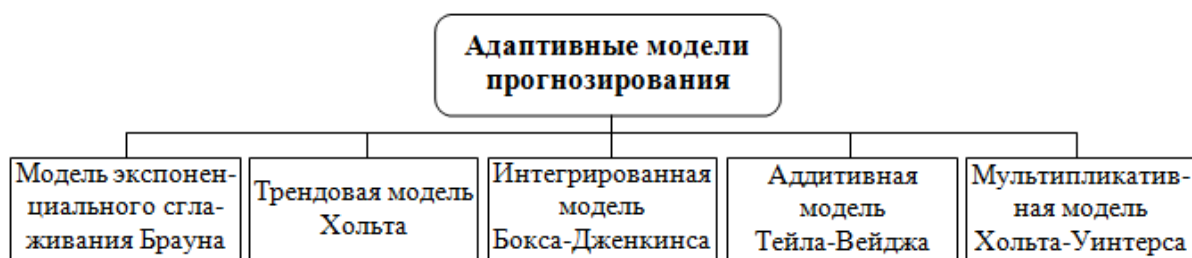 Адаптивные модели
прогнозирования
Модель экспонен-
циального сгла-
живания Брауна
Трендовая модель
Хольта
Интегрированная
модель
Бокса-Дженкинса
Аддитивная
модель
Тейла-Вейджа
Мультипликатив-
ная модель
Хольта-Уинтерса